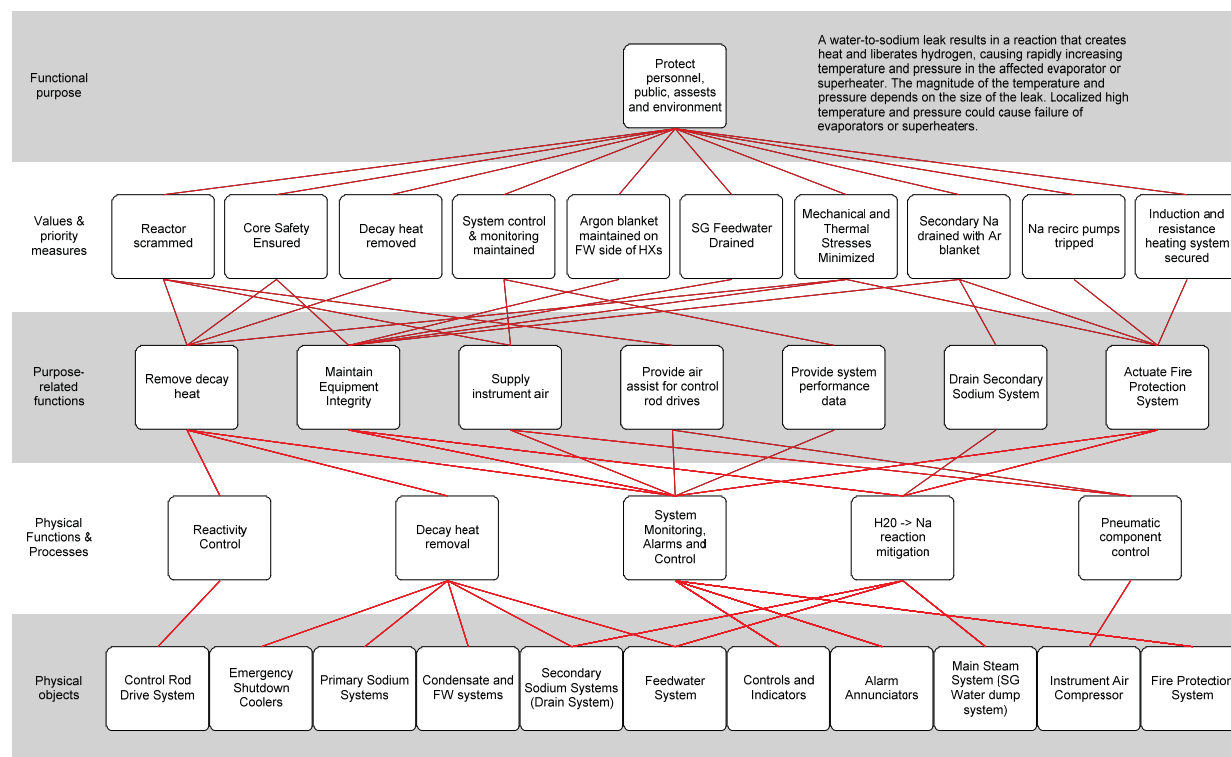 Functional
purpose
Protect
personnel,
public, assests
and environment
A water-to-sodium leak results in a reaction that creates
heat and liberates hydrogen, causing rapidly increasing
temperature and pressure in the affected evaporator or
superheater. The magnitude of the temperature and
pressure depends on the size of the leak. Localized high
temperature and pressure could cause failure of
evaporators or superheaters.
Values &
priority
measures
Reactor
scrammed
Core Safety
Ensured
Decay heat
removed
System control
& monitoring
maintained
Argon blanket
maintained on
FW side of HXs
SG Feedwater
Drained
Mechanical and
Thermal
Stresses
Minimized
Secondary Na
drained with Ar
blanket
Na recirc pumps
tripped
Induction and
resistance
heating system
secured
Purpose-
related
functions
Remove decay
heat
Maintain
Equipment
Integrity
Supply
instrument air
Provide air
assist for control
rod drives
Provide system
performance
data
Drain Secondary
Sodium System
Actuate Fire
Protection
System
Physical
Functions &
Processes
Reactivity
Control
Decay heat
removal
System
Monitoring,
Alarms and
Control
H20 -> Na
reaction
mitigation
Pneumatic
component
control
Physical
objects
Control Rod
Drive System
Emergency
Shutdown
Coolers
Primary Sodium
Systems
Condensate and
FW systems
Secondary
Sodium Systems
(Drain System)
Feedwater
System
Controls and
Indicators
Alarm
Annunciators
Main Steam
System (SG
Water dump
system)
Instrument Air
Compressor
Fire Protection
System